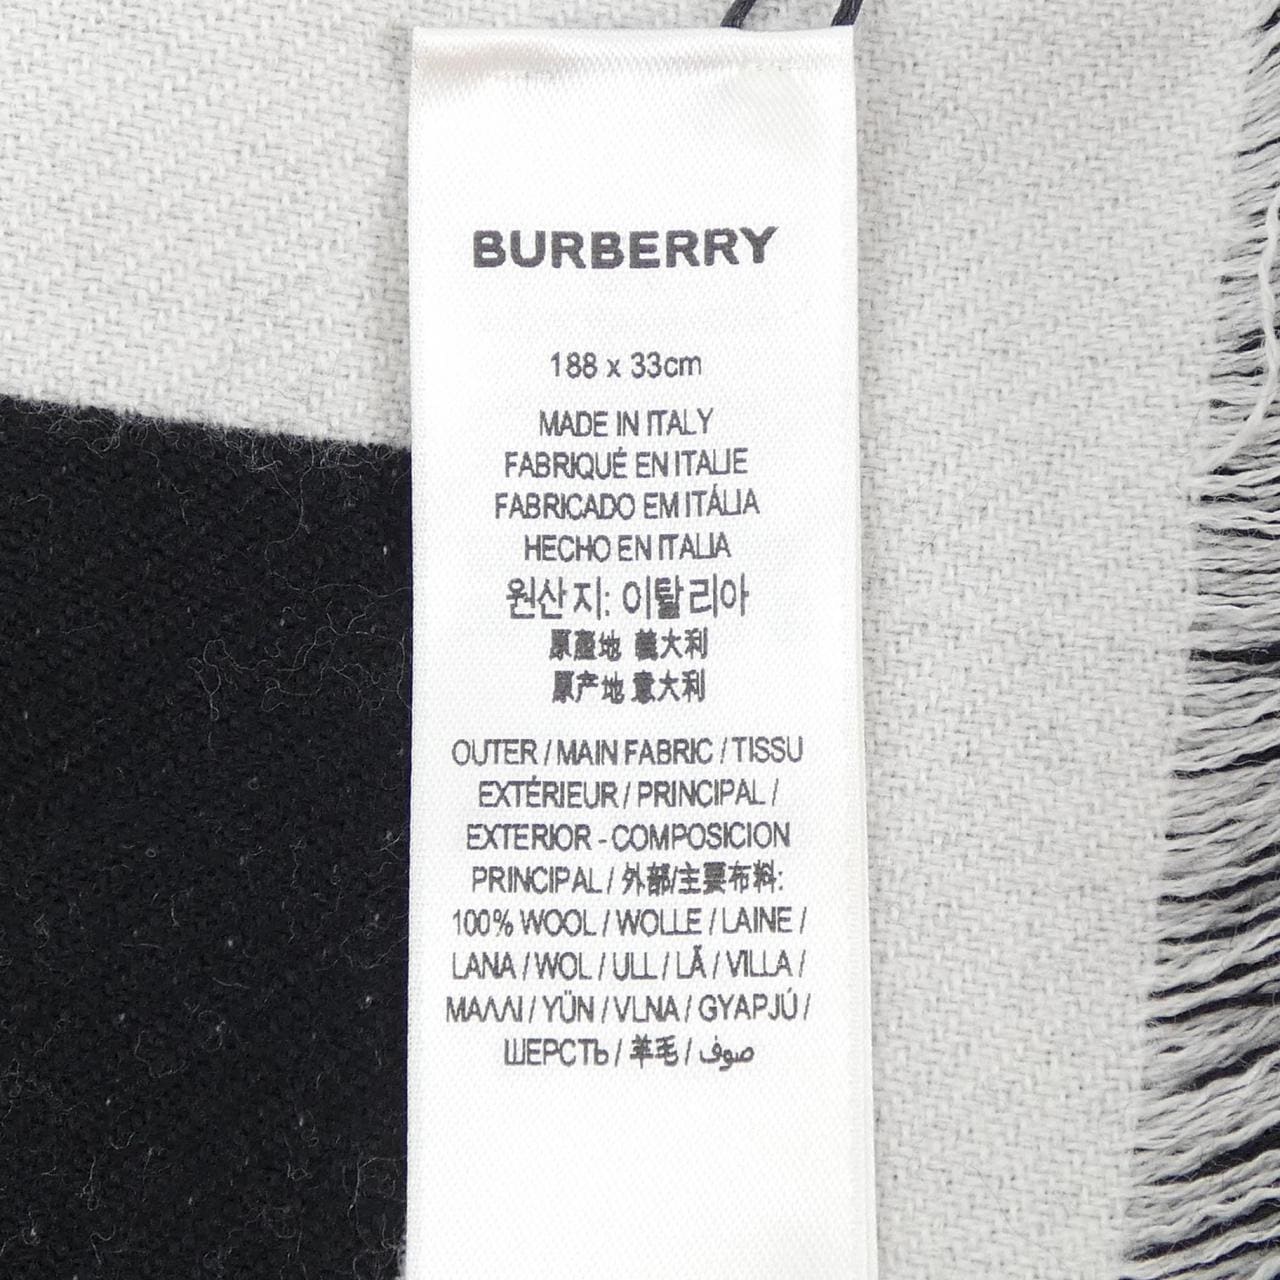 BURBERRY
188 x 33cm
MADE IN ITALY
FABRIQUÉ EN ITALIE
FABRICADO EM ITÁLIA
HECHO EN ITALIA
원산지: 이탈리아
原產地 義大利
原产地 意大利
OUTER / MAIN FABRIC / TISSU
EXTÉRIEUR / PRINCIPAL /
EXTERIOR - COMPOSICION
PRINCIPAL / 外部/主要布料:
100% WOOL / WOLLE / LAINE /
LANA / WOL / ULL / LÃ / VILLA /
ΜΑΛΛΙ / YÜN / VLNA / GYAPJÚ /
ШЕРСТЬ / 羊毛 / صوف